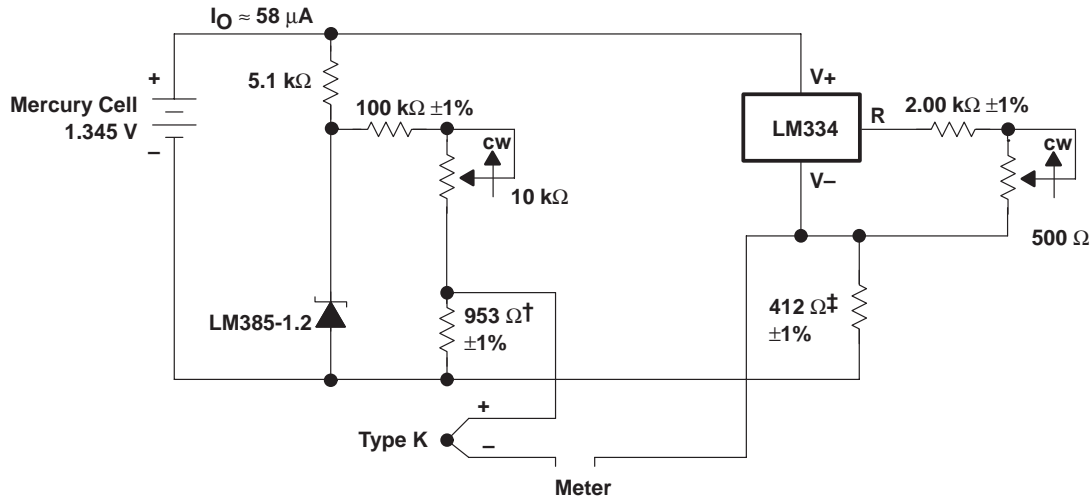 IO ≈ 58 μA
+
Mercury Cell
1.345 V
−
5.1 kΩ
100 kΩ ±1%
cw
10 kΩ
LM385-1.2
953 Ω†
±1%
V+
LM334
R
V−
2.00 kΩ ±1%
cw
500 Ω
412 Ω‡
±1%
+
Type K
−
Meter